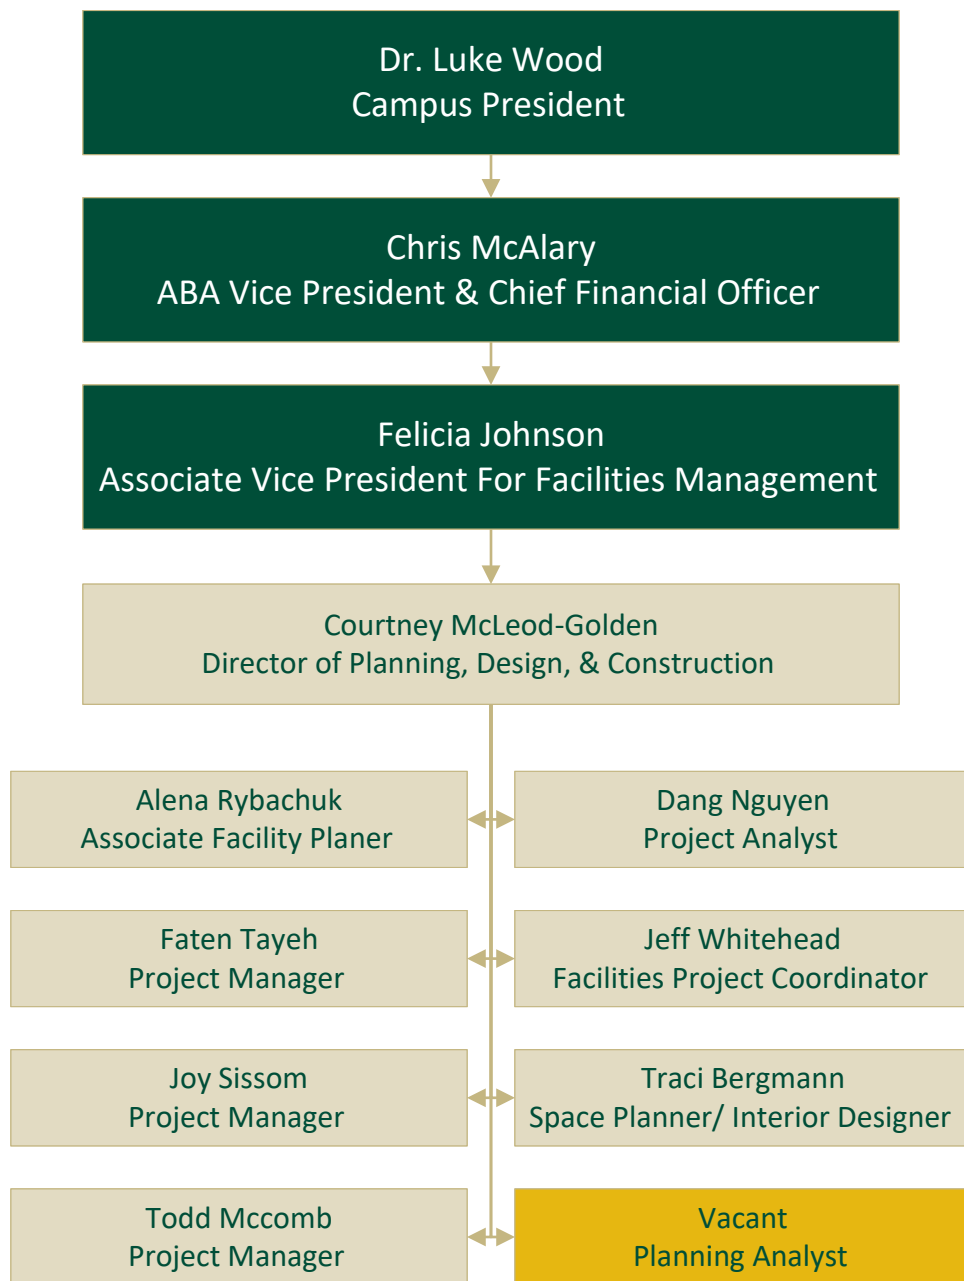 Dr. Luke Wood
Campus President
Chris McAlary
ABA Vice President & Chief Financial Officer
Felicia Johnson
Associate Vice President For Facilities Management
Courtney McLeod-Golden
Director of Planning, Design, & Construction
Alena Rybachuk
Associate Facility Planer
Dang Nguyen
Project Analyst
Faten Tayeh
Project Manager
Jeff Whitehead
Facilities Project Coordinator
Joy Sissom
Project Manager
Traci Bergmann
Space Planner/ Interior Designer
Todd Mccomb
Project Manager
Vacant
Planning Analyst